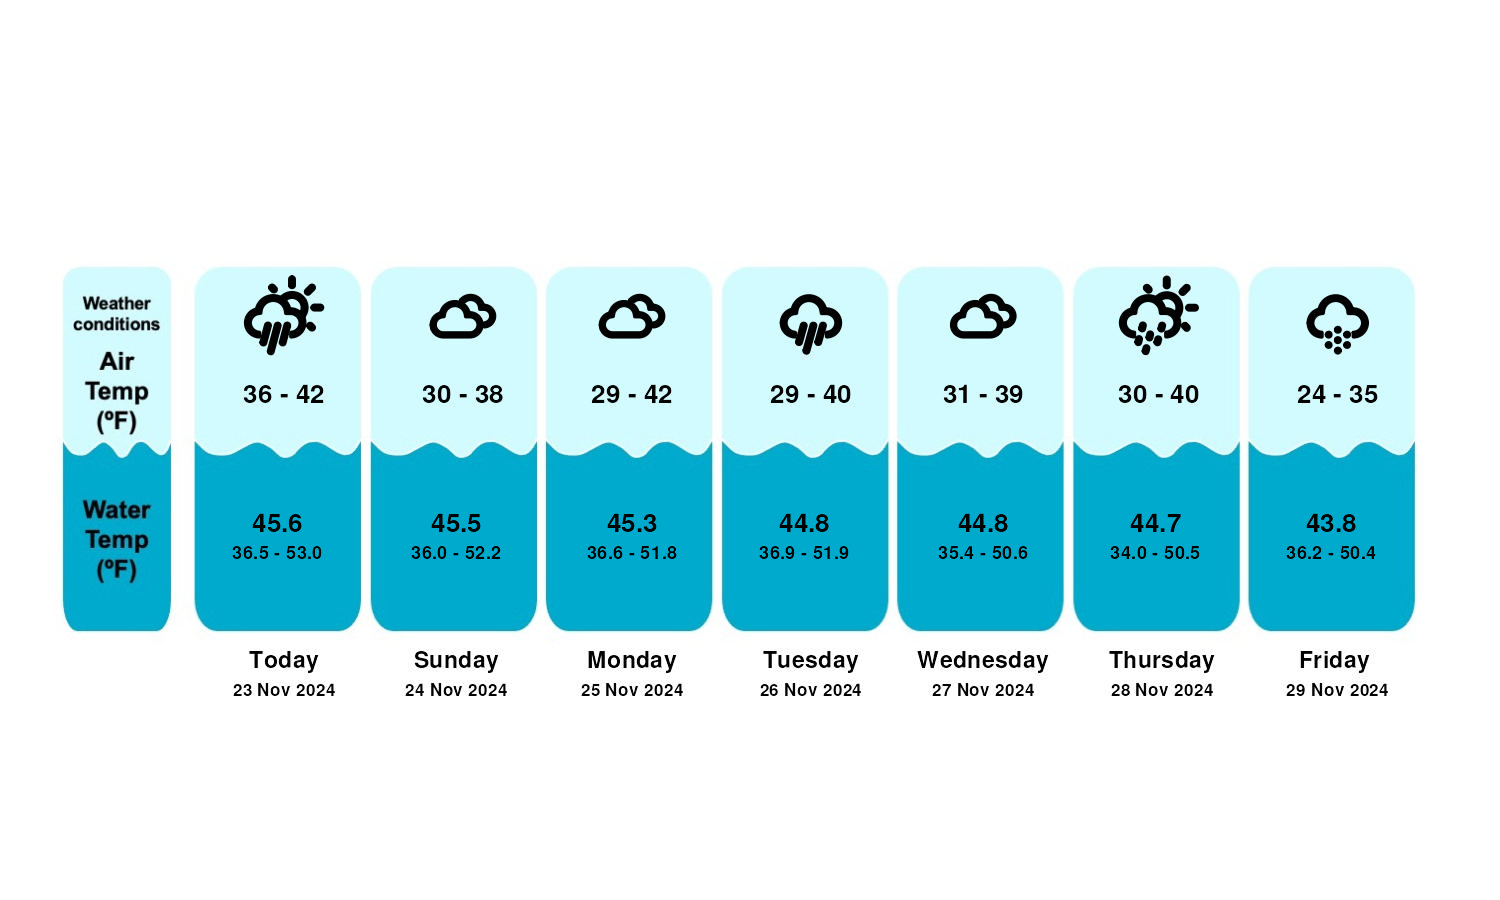 Weather
conditions
Air
Temp
(ºF)
36 - 42
30 - 38
29 - 42
29 - 40
31 - 39
30 - 40
24 - 35
Water
Temp
(ºF)
45.6
36.5 - 53.0
45.5
36.0 - 52.2
45.3
36.6 - 51.8
44.8
36.9 - 51.9
44.8
35.4 - 50.6
44.7
34.0 - 50.5
43.8
36.2 - 50.4
Today
23 Nov 2024
Sunday
24 Nov 2024
Monday
25 Nov 2024
Tuesday
26 Nov 2024
Wednesday
27 Nov 2024
Thursday
28 Nov 2024
Friday
29 Nov 2024